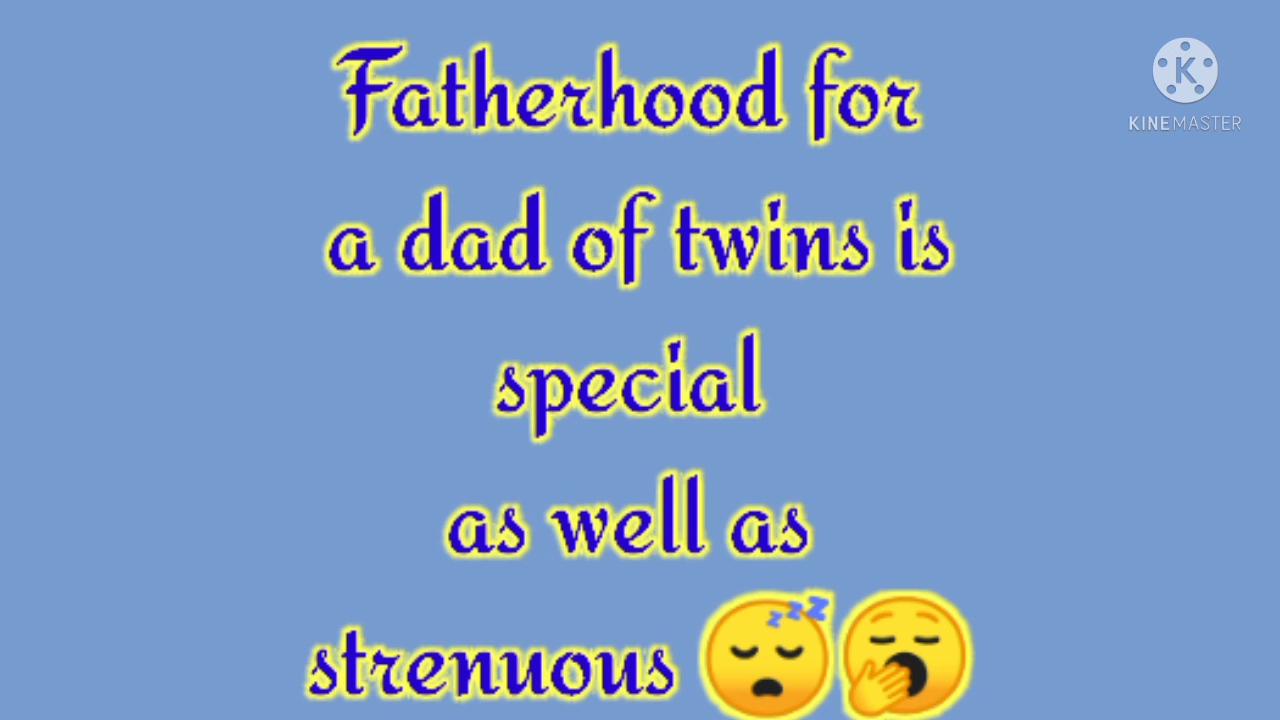 Fatherhood for
a dad of twins is
special
as well as
strenuous 😴🥱
K
KINEMASTER